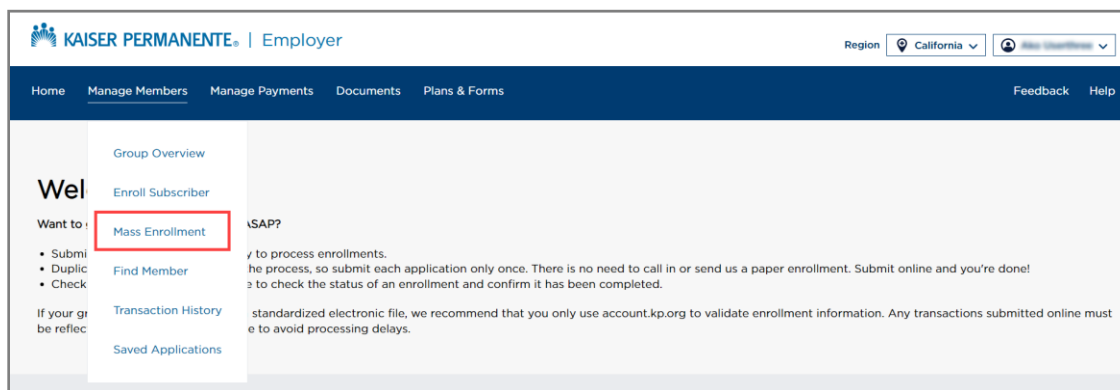 KAISER PERMANENTE® | Employer
Region California
Home Manage Members Manage Payments Documents Plans & Forms Feedback Help
Group Overview
Wel
Enroll Subscriber
Want to ASAP?
Mass Enrollment
• Submi y to process enrollments.
• Duplic he process, so submit each application only once. There is no need to call in or send us a paper enrollment. Submit online and you're done!
Find Member
• Check e to check the status of an enrollment and confirm it has been completed.
Transaction History
If your gr standardized electronic file, we recommend that you only use account.kp.org to validate enrollment information. Any transactions submitted online must
be reflec e to avoid processing delays.
Saved Applications